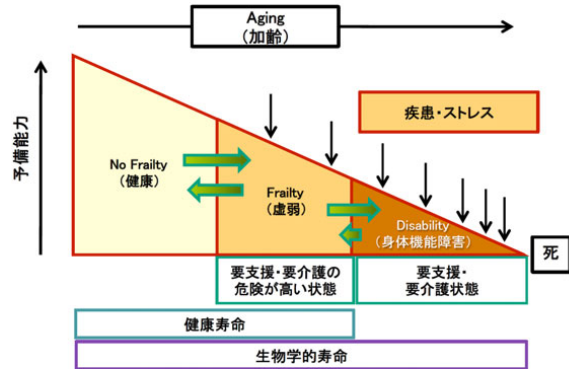 Aging
(加齢)
予備能力
疾患・ストレス
No Frailty
(健康)
Frailty
(虚弱)
Disability
(身体機能障害)
死
要支援・要介護の
危険が高い状態
要支援・
要介護状態
健康寿命
生物学的寿命